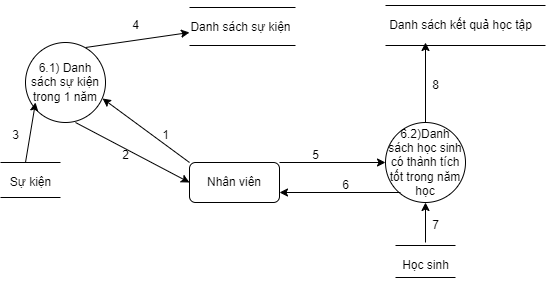 4
Danh sách sự kiện
Danh sách kết quả học tập
6.1) Danh
sách sự kiện
trong 1 năm
8
3
1
2
5
6.2)Danh
sách học sinh
có thành tích
tốt trong năm
học
Sự kiện
Nhân viên
6
7
Học sinh